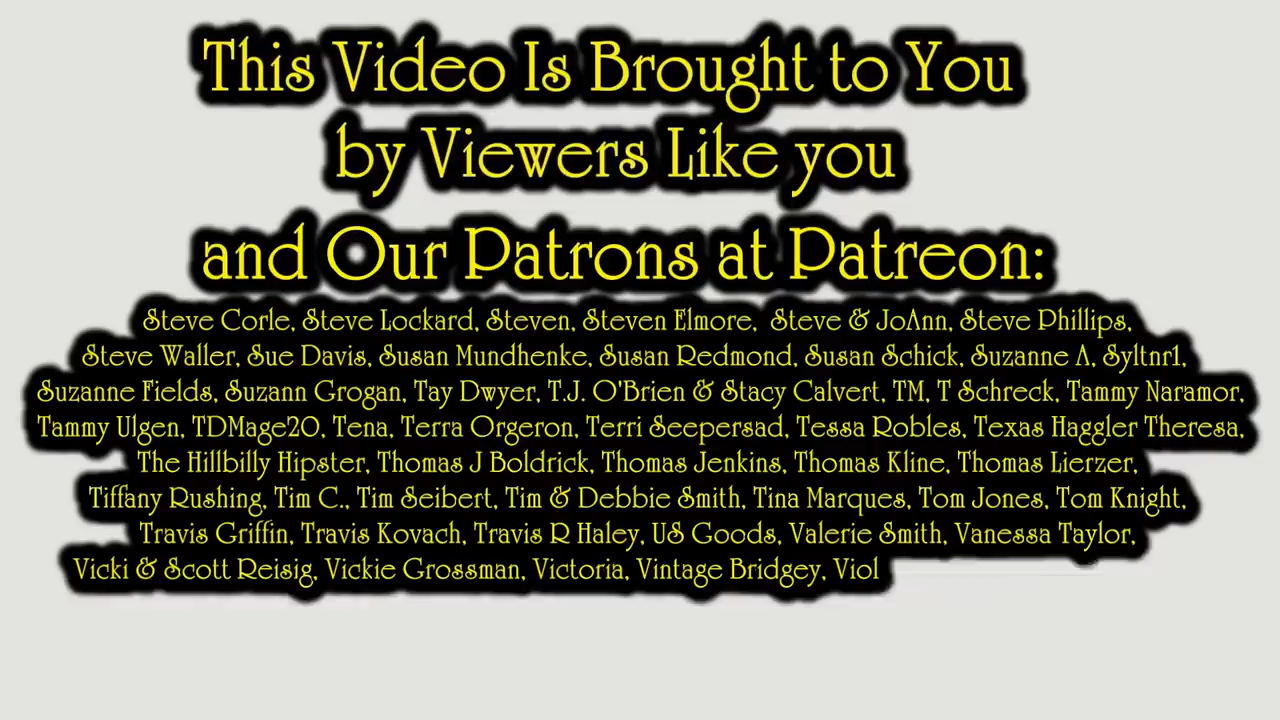 This Video Is Brought to You
by Viewers Like you
and Our Patrons at Patreon:
Steve Corle, Steve Lockard, Steven, Steven Elmore, Steve & JoAnn, Steve Phillips,
Steve Waller, Sue Davis, Susan Mundhenke, Susan Redmond, Susan Schick, Suzanne A, Syltnr1,
Suzanne Fields, Suzann Grogan, Tay Dwyer, T.J. O'Brien & Stacy Calvert, TM, T Schreck, Tammy Naramor,
Tammy Ulgen, TDMage20, Tena, Terra Orgeron, Terri Seepersad, Tessa Robles, Texas Haggler Theresa,
The Hillbilly Hipster, Thomas J Boldrick, Thomas Jenkins, Thomas Kline, Thomas Lierzer,
Tiffany Rushing, Tim C., Tim Seibert, Tim & Debbie Smith, Tina Marques, Tom Jones, Tom Knight,
Travis Griffin, Travis Kovach, Travis R Haley, US Goods, Valerie Smith, Vanessa Taylor,
Vicki & Scott Reisig, Vickie Grossman, Victoria, Vintage Bridgey, Viol